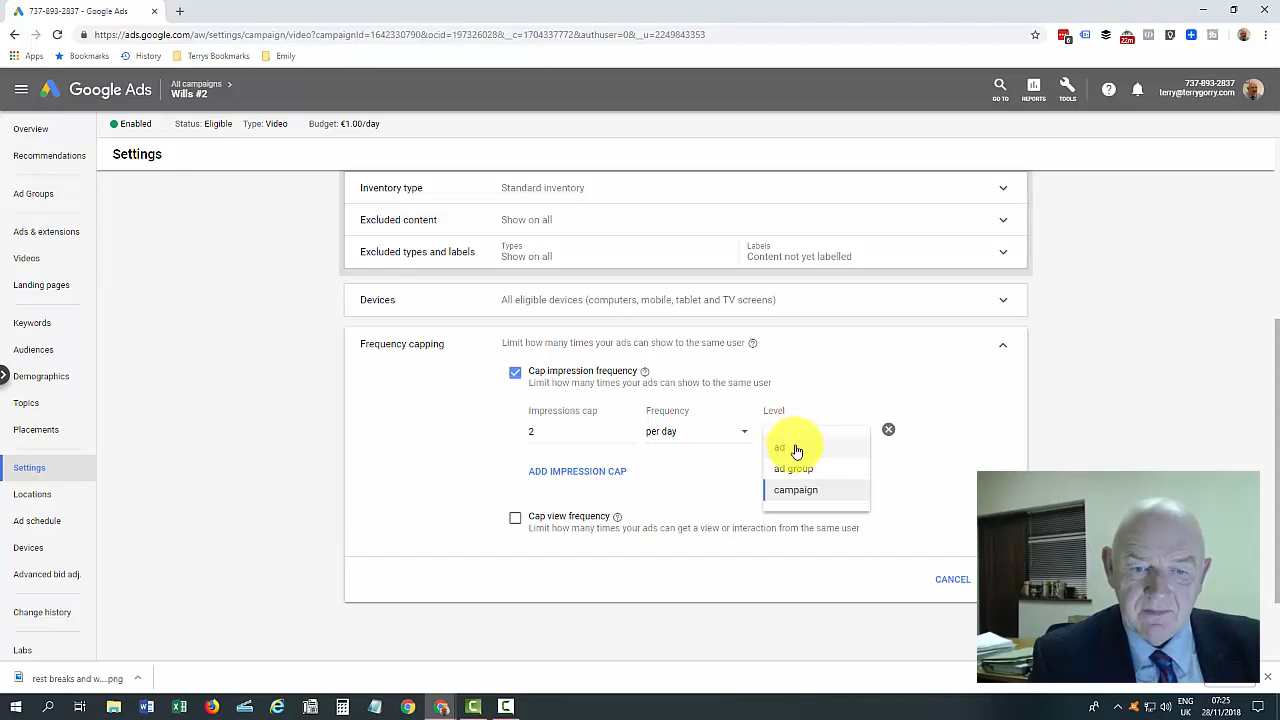 737-893-2837 - Google Ads
https://ads.google.com/aw/settings/campaign/video?campaignId=1642330790&ocid=197326028&__c=1704337772&authuser=0&__u=2249843353
6
22m
Apps
Bookmarks
History
Terrys Bookmarks
Emily
Google Ads
All campaigns
Wills #2
GO TO
REPORTS
TOOLS
737-893-2837
terry@terrygorry.com
Enabled
Status: Eligible
Type: Video
Budget: €1.00/day
Settings
Overview
Recommendations
Ad Groups
Ads & extensions
Videos
Landing pages
Keywords
Audiences
Demographics
Topics
Placements
Settings
Locations
Ad schedule
Devices
Advanced bid adj.
Change history
Labs
Inventory type
Standard inventory
Excluded content
Show on all
Excluded types and labels
Types
Show on all
Labels
Content not yet labelled
Devices
All eligible devices (computers, mobile, tablet and TV screens)
Frequency capping
Limit how many times your ads can show to the same user
Cap impression frequency
Limit how many times your ads can show to the same user
Impressions cap
Frequency
Level
2
per day
ad
ad group
campaign
ADD IMPRESSION CAP
Cap view frequency
Limit how many times your ads can get a view or interaction from the same user
CANCEL
rest breaks and w....png
ENG
UK
07:25
28/11/2018